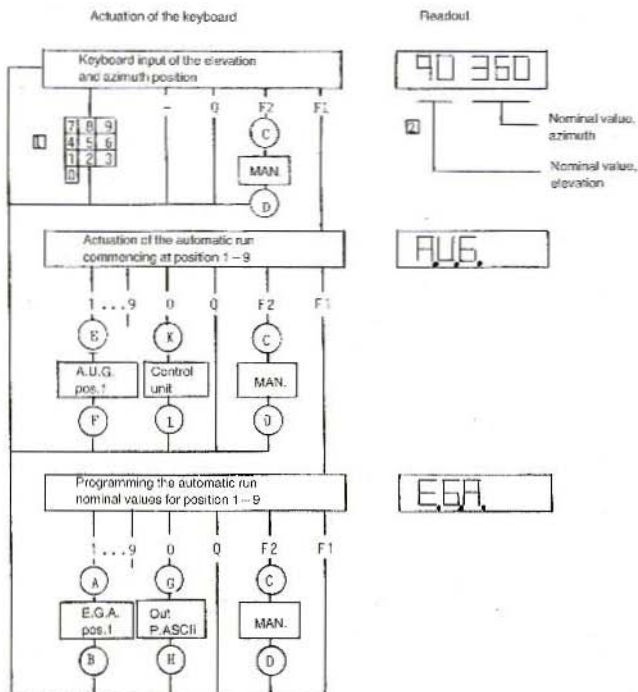 Actuation of the keyboard
Readout
Keyboard input of the elevation
and azimuth position
90 360
- Q F2 F1
1
7 8 9
4 5 6
1 2 3
0
C
MAN.
D
2
Nominal value,
azimuth
Nominal value,
elevation
Actuation of the automatic run
commencing at position 1 – 9
A.U.G.
1...9 0 Q F2 F1
E K C
A.U.G.
pos.1
Control
unit
MAN.
F L D
Programming the automatic run
nominal values for position 1 – 9
E.G.A.
1...9 0 Q F2 F1
A G C
E.G.A.
pos.1
Out
P.ASCII
MAN.
B H D